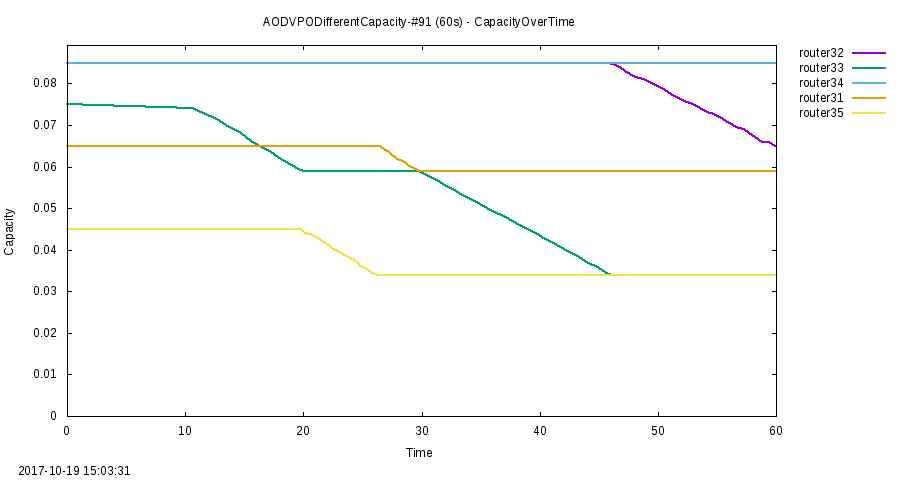 AODVPODifferentCapacity-#91 (60s) - CapacityOverTime
router32
router33
router34
router31
router35
0.08
0.07
0.06
0.05
0.04
0.03
0.02
0.01
0
Capacity
0 10 20 30 40 50 60
Time
2017-10-19 15:03:31